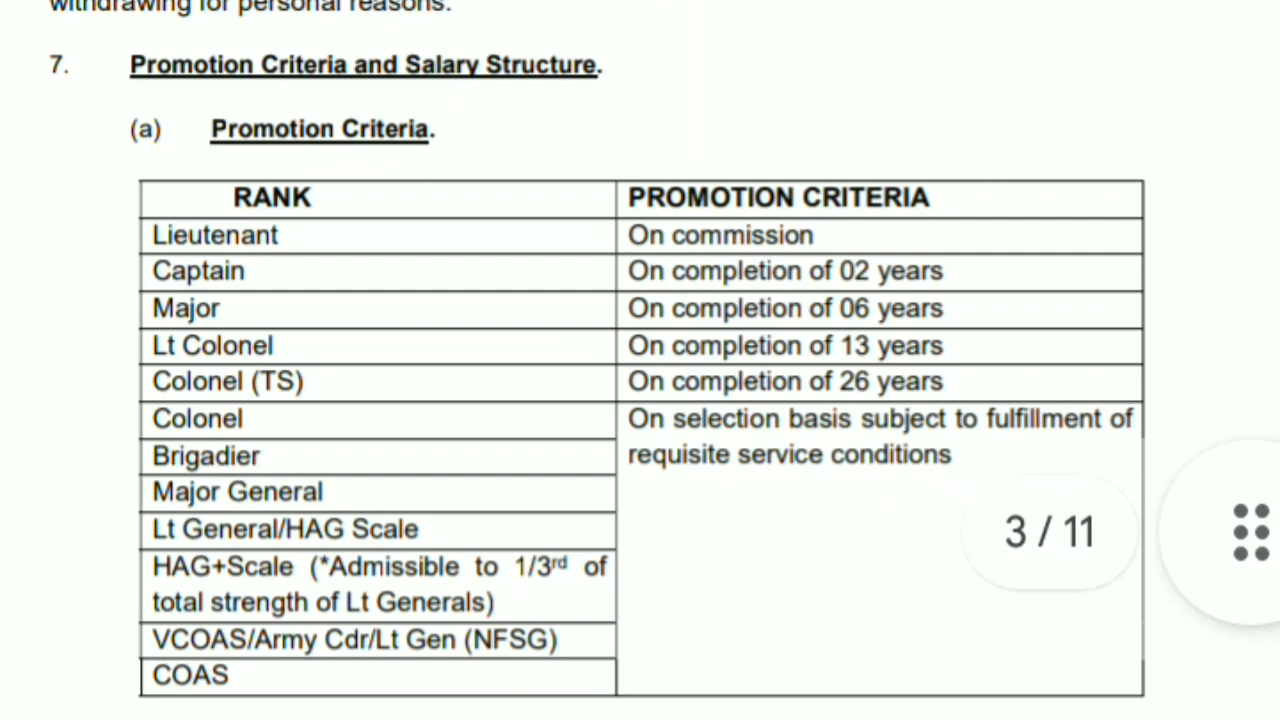 withdrawing for personal reasons.
7. Promotion Criteria and Salary Structure.
(a) Promotion Criteria.
RANK PROMOTION CRITERIA
Lieutenant On commission
Captain On completion of 02 years
Major On completion of 06 years
Lt Colonel On completion of 13 years
Colonel (TS) On completion of 26 years
Colonel On selection basis subject to fulfillment of
Brigadier requisite service conditions
Major General
Lt General/HAG Scale
3 / 11
HAG+Scale (*Admissible to 1/3rd of
total strength of Lt Generals)
VCOAS/Army Cdr/Lt Gen (NFSG)
COAS